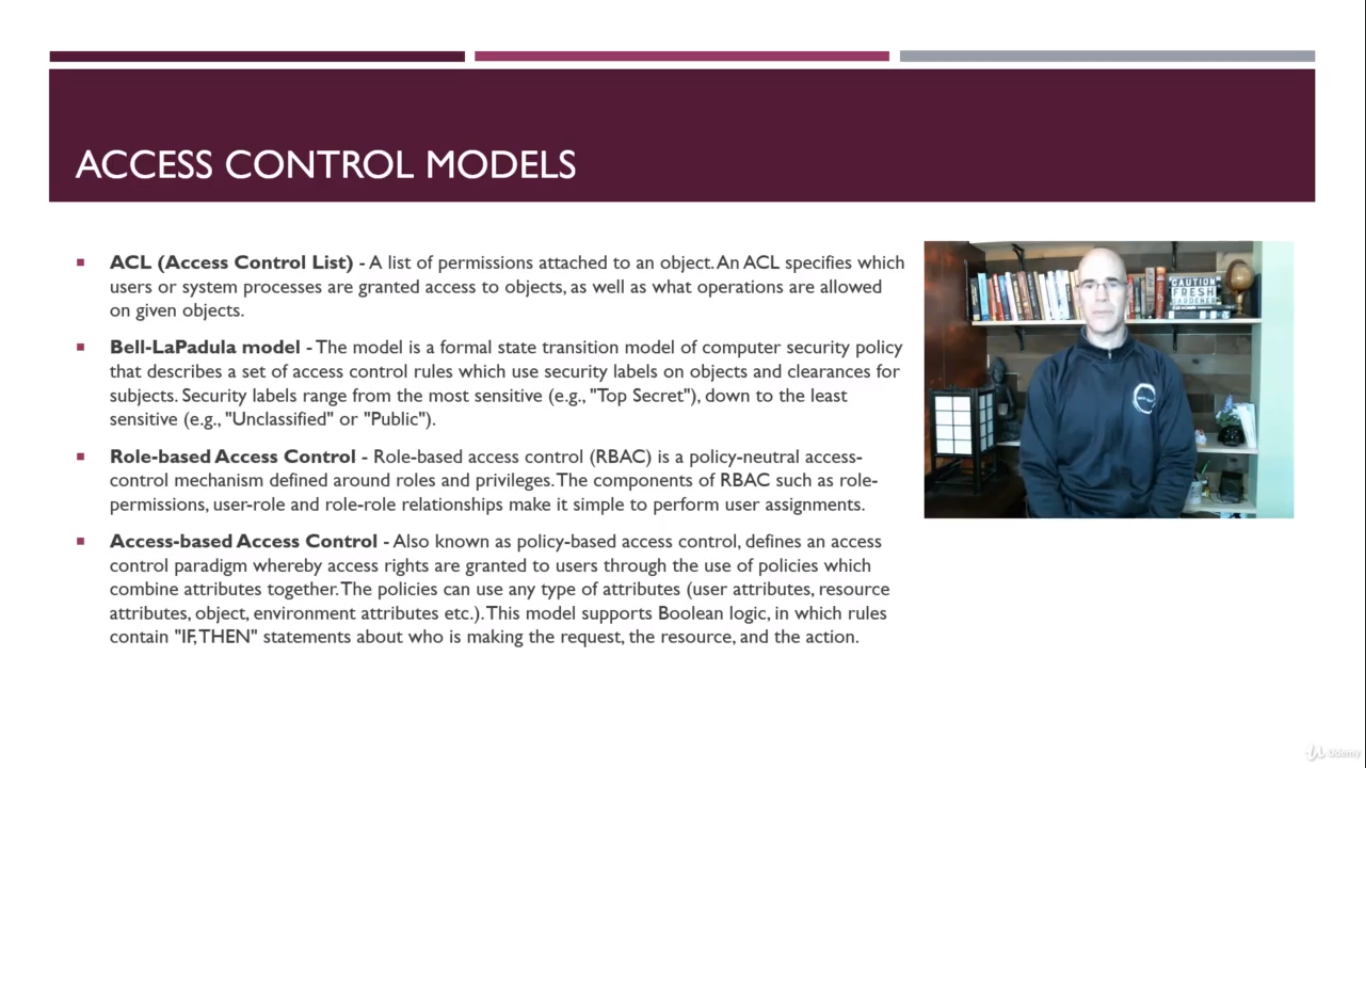 ACCESS CONTROL MODELS
ACL (Access Control List) - A list of permissions attached to an object. An ACL specifies which
users or system processes are granted access to objects, as well as what operations are allowed
on given objects.
Bell-LaPadula model - The model is a formal state transition model of computer security policy
that describes a set of access control rules which use security labels on objects and clearances for
subjects. Security labels range from the most sensitive (e.g., "Top Secret"), down to the least
sensitive (e.g., "Unclassified" or "Public").
Role-based Access Control - Role-based access control (RBAC) is a policy-neutral access-
control mechanism defined around roles and privileges. The components of RBAC such as role-
permissions, user-role and role-role relationships make it simple to perform user assignments.
Access-based Access Control - Also known as policy-based access control, defines an access
control paradigm whereby access rights are granted to users through the use of policies which
combine attributes together. The policies can use any type of attributes (user attributes, resource
attributes, object, environment attributes etc.). This model supports Boolean logic, in which rules
contain "IF, THEN" statements about who is making the request, the resource, and the action.
CAUTION
FRESH
Udemy